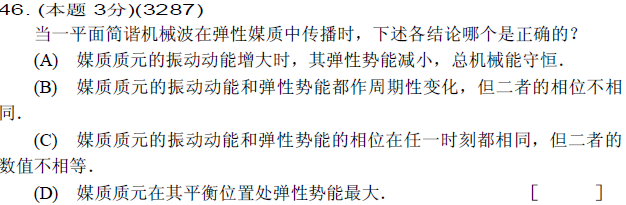 46. (本题 3分)(3287)
当一平面简谐机械波在弹性媒质中传播时，下述各结论哪个是正确的？
(A) 媒质质元的振动动能增大时，其弹性势能减小，总机械能守恒．
(B) 媒质质元的振动动能和弹性势能都作周期性变化，但二者的相位不相
同．
(C) 媒质质元的振动动能和弹性势能的相位在任一时刻都相同，但二者的
数值不相等．
(D) 媒质质元在其平衡位置处弹性势能最大． [ ]